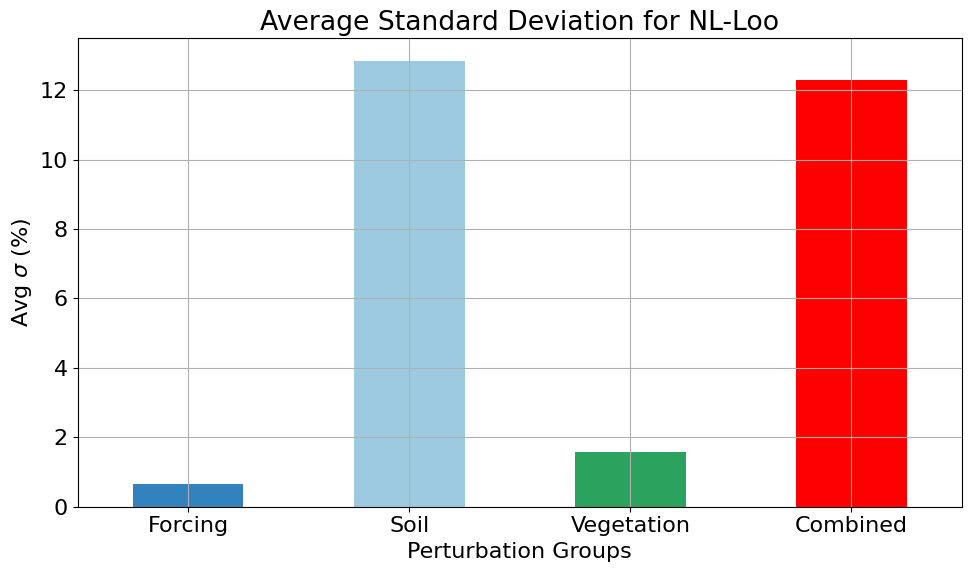 Average Standard Deviation for NL-Loo
12
10
8
6
4
2
0
Avg σ (%)
Forcing Soil Vegetation Combined
Perturbation Groups